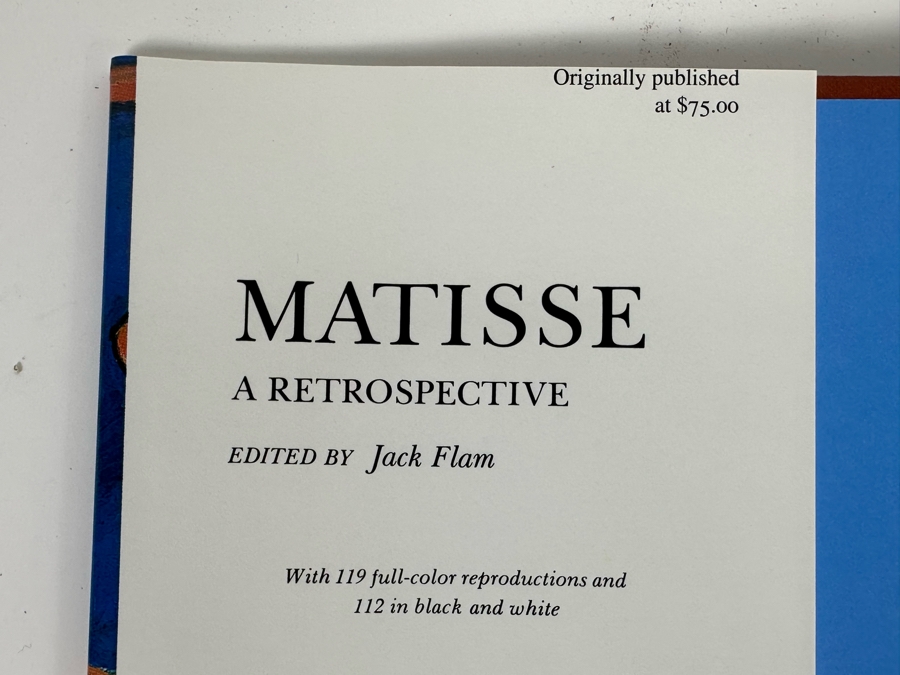 Originally published
at $75.00
MATISSE
A RETROSPECTIVE
EDITED BY Jack Flam
With 119 full-color reproductions and
112 in black and white